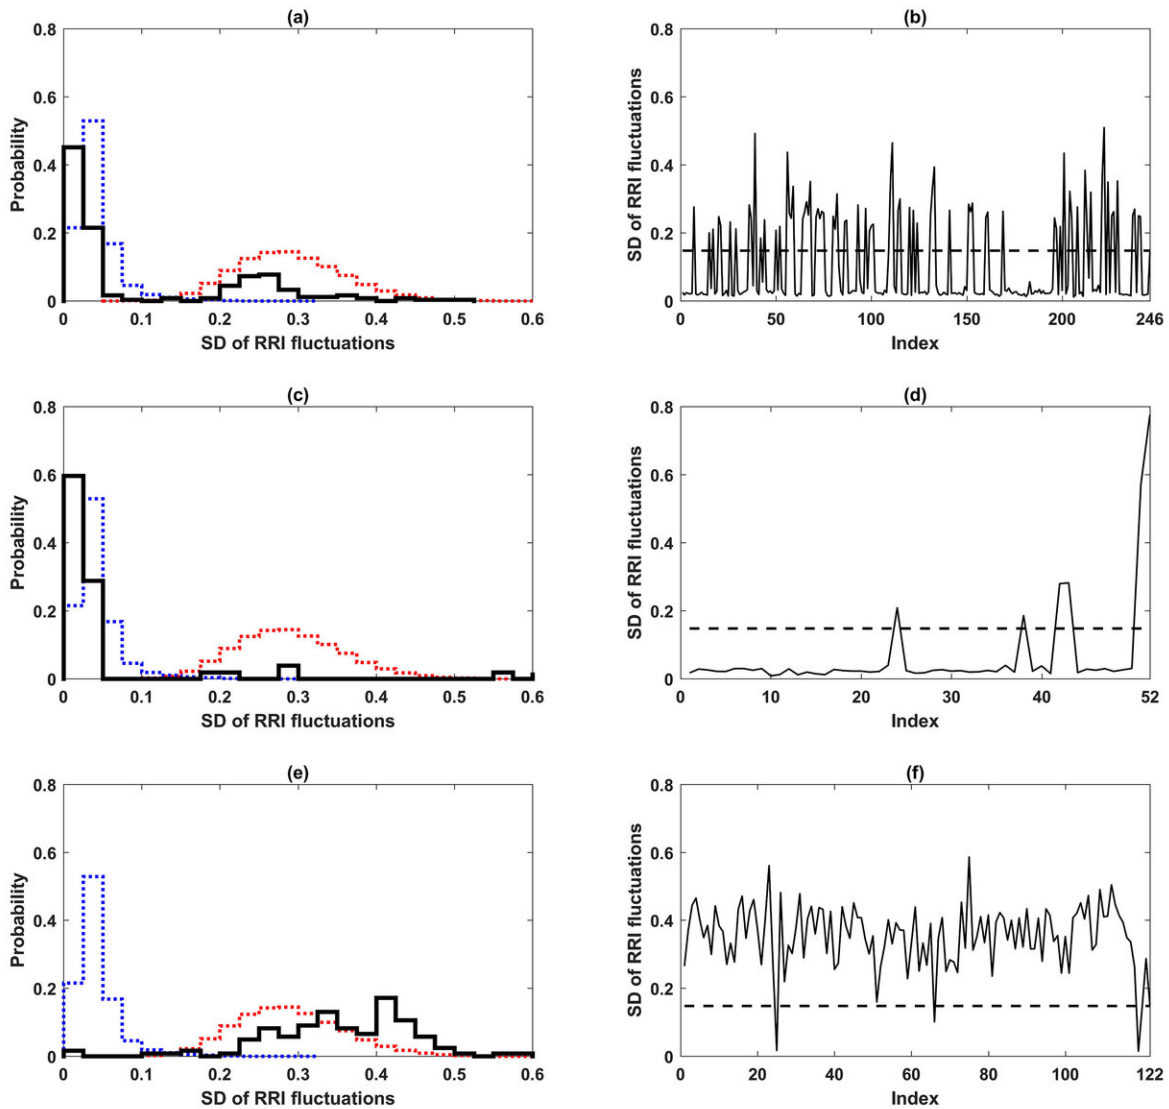 (a)
Probability
0.8
0.6
0.4
0.2
0
0 0.1 0.2 0.3 0.4 0.5 0.6
SD of RRI fluctuations
(b)
SD of RRI fluctuations
0.8
0.6
0.4
0.2
0
0 50 100 150 200 246
Index
(c)
Probability
0.8
0.6
0.4
0.2
0
0 0.1 0.2 0.3 0.4 0.5 0.6
SD of RRI fluctuations
(d)
SD of RRI fluctuations
0.8
0.6
0.4
0.2
0
0 10 20 30 40 52
Index
(e)
Probability
0.8
0.6
0.4
0.2
0
0 0.1 0.2 0.3 0.4 0.5 0.6
SD of RRI fluctuations
(f)
SD of RRI fluctuations
0.8
0.6
0.4
0.2
0
0 20 40 60 80 100 122
Index